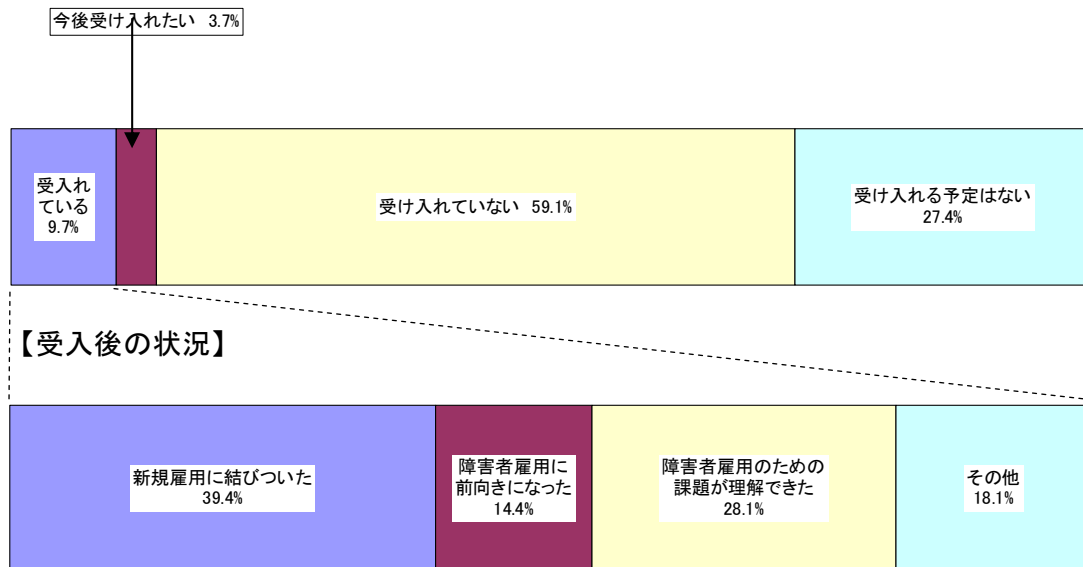 今後受け入れたい 3.7%
受入れ
ている
9.7%
受け入れていない 59.1%
受け入れる予定はない
27.4%
【受入後の状況】
新規雇用に結びついた
39.4%
障害者雇用に
前向きになった
14.4%
障害者雇用のための
課題が理解できた
28.1%
その他
18.1%